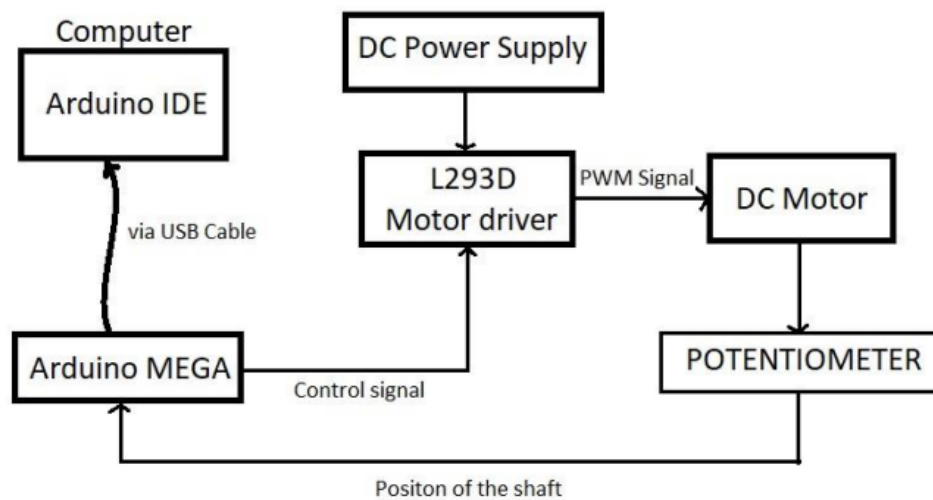 Computer
Arduino IDE
DC Power Supply
L293D
Motor driver
PWM Signal
DC Motor
via USB Cable
Arduino MEGA
Control signal
POTENTIOMETER
Positon of the shaft